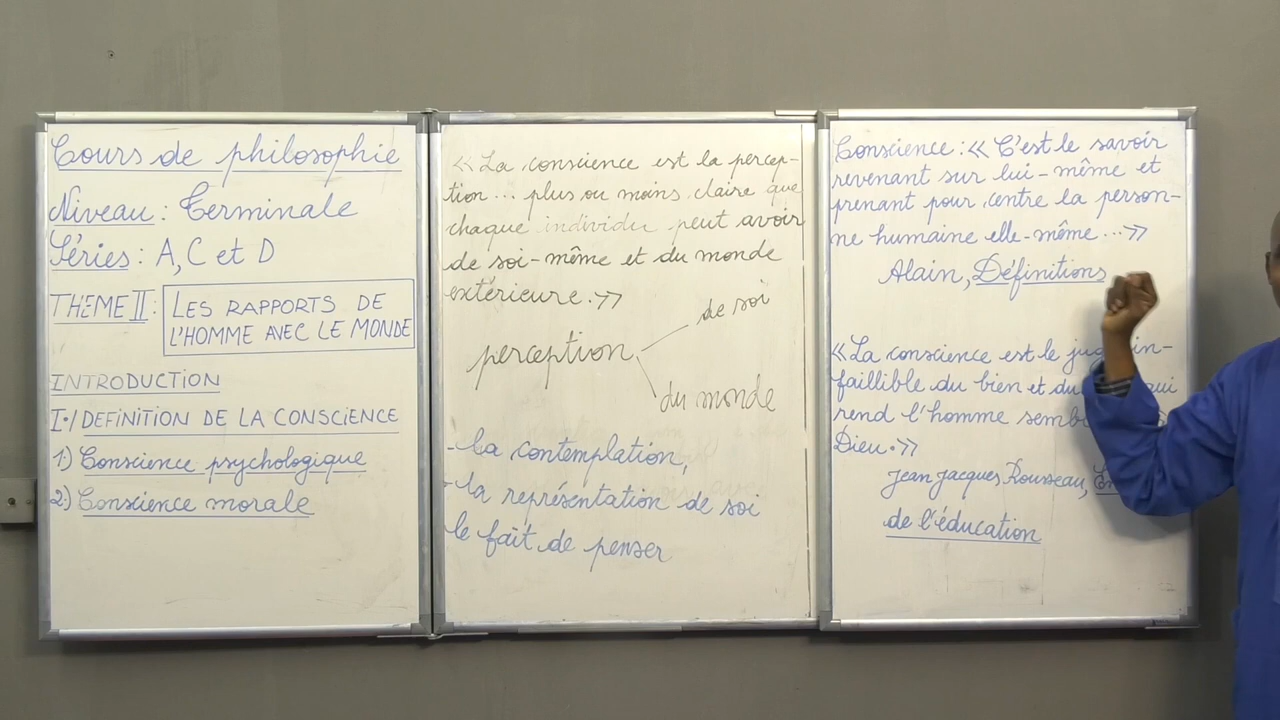 Cours de philosophie
Niveau : Terminale
Séries : A, C et D
THEME II : LES RAPPORTS DE
L'HOMME AVEC LE MONDE
INTRODUCTION
I./ DEFINITION DE LA CONSCIENCE
1) Conscience psychologique
2) Conscience morale
<< La conscience est la percep-
tion... plus ou moins claire que
chaque individu peut avoir
de soi-même et du monde
extérieure.>>
de soi
perception
du monde
- la contemplation,
- la représentation de soi
le fait de penser
Conscience : << C'est le savoir
revenant sur lui-même et
prenant pour centre la person-
ne humaine elle-même ...>>
Alain, Définitions
<< La conscience est le in-
faillible du bien et du qui
rend l'homme
Dieu.>>
Jean Jacques Rousseau,
de l'éducation